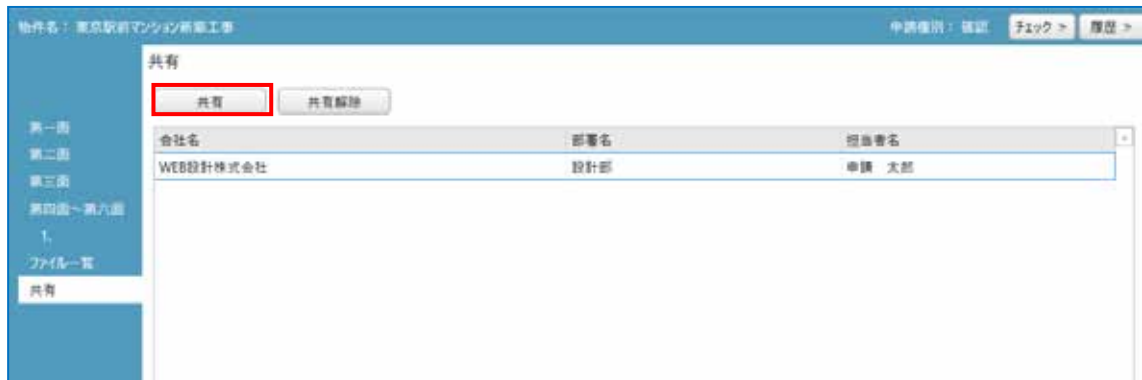 物件名： 東京駅前マンション新築工事
申請種別： 確認
チェック >
履歴 >
共有
共有
共有解除
第一面
第二面
第三面
第四面～第六面
1.
ファイル一覧
共有
会社名
部署名
担当者名
WEB設計株式会社
設計部
申請 太郎